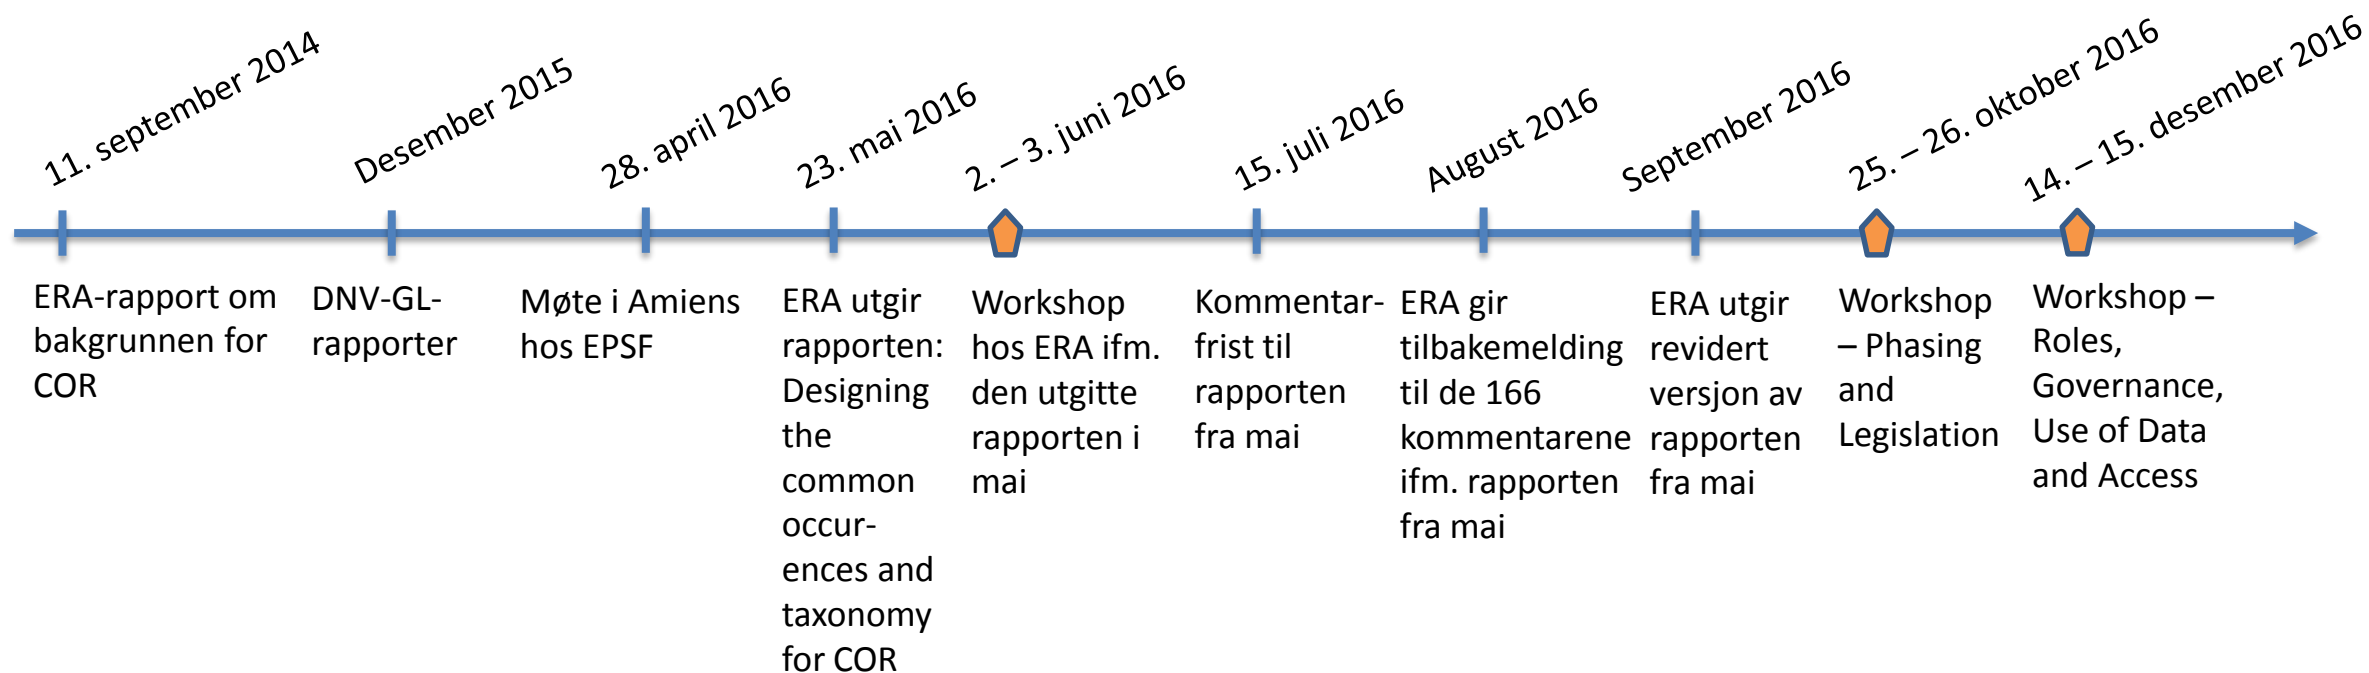 11. september 2014
Desember 2015
28. april 2016
23. mai 2016
2. – 3. juni 2016
15. juli 2016
August 2016
September 2016
25. – 26. oktober 2016
14. – 15. desember 2016
ERA-rapport om
bakgrunnen for
COR
DNV-GL-
rapporter
Møte i Amiens
hos EPSF
ERA utgir
rapporten:
Designing
the
common
occur-
ences and
taxonomy
for COR
Workshop
hos ERA ifm.
den utgitte
rapporten i
mai
Kommentar-
frist til
rapporten
fra mai
ERA gir
tilbakemelding
til de 166
kommentarene
ifm. rapporten
fra mai
ERA utgir
revidert
versjon av
rapporten
fra mai
Workshop
– Phasing
and
Legislation
Workshop –
Roles,
Governance,
Use of Data
and Access